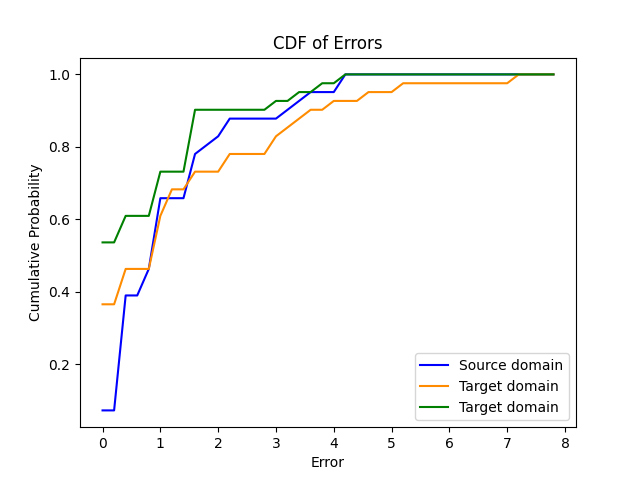 CDF of Errors
1.0
0.8
0.6
0.4
0.2
Cumulative Probability
Source domain
Target domain
Target domain
0 1 2 3 4 5 6 7 8
Error